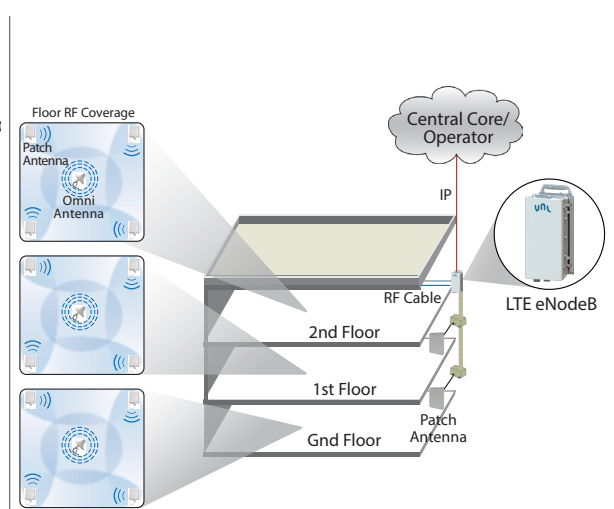 Floor RF Coverage
Patch
Antenna
Omni
Antenna
Central Core/
Operator
IP
VNL
LTE eNodeB
RF Cable
2nd Floor
1st Floor
Patch
Antenna
Gnd Floor